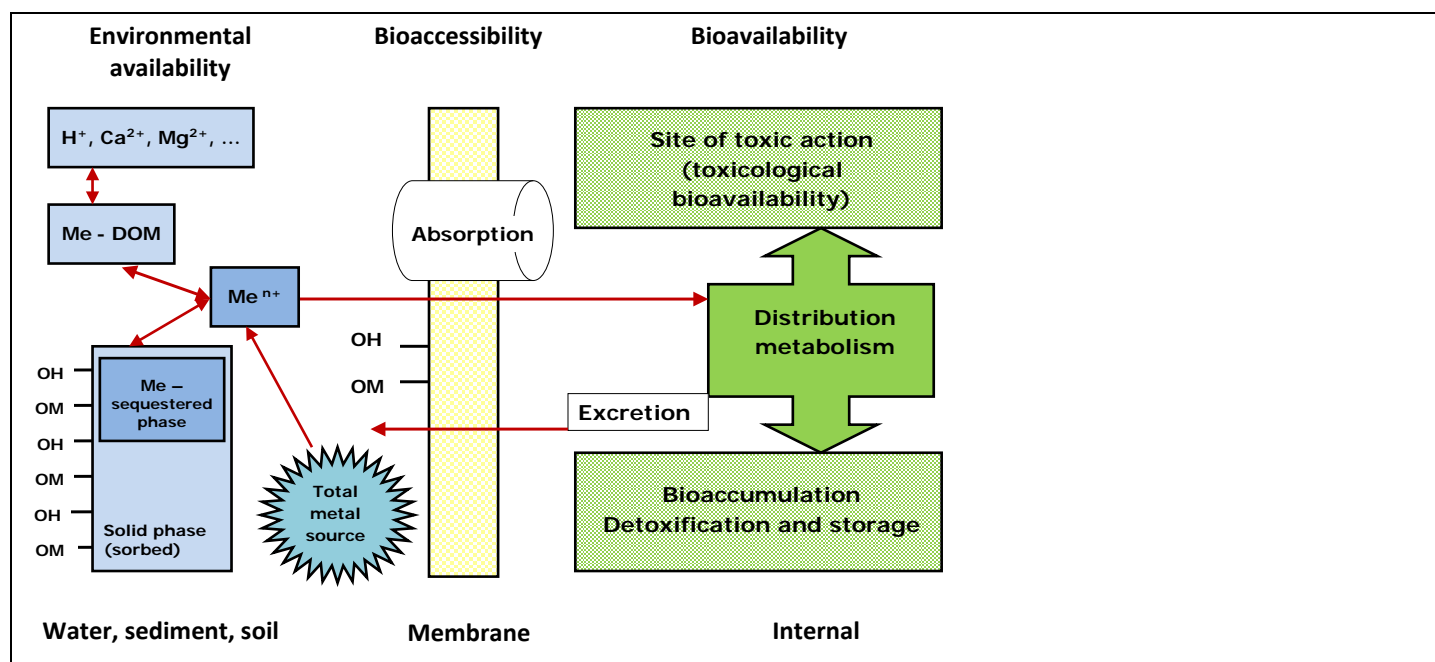 Environmental
availability
Bioaccessibility
Bioavailability
H⁺, Ca²⁺, Mg²⁺, ...
Me - DOM
Me ⁿ⁺
OH
OM
OH
OM
OH
OM
Me –
sequestered
phase
Solid phase
(sorbed)
Total
metal
source
Absorption
OH
OM
Excretion
Site of toxic action
(toxicological
bioavailability)
Distribution
metabolism
Bioaccumulation
Detoxification and storage
Water, sediment, soil
Membrane
Internal